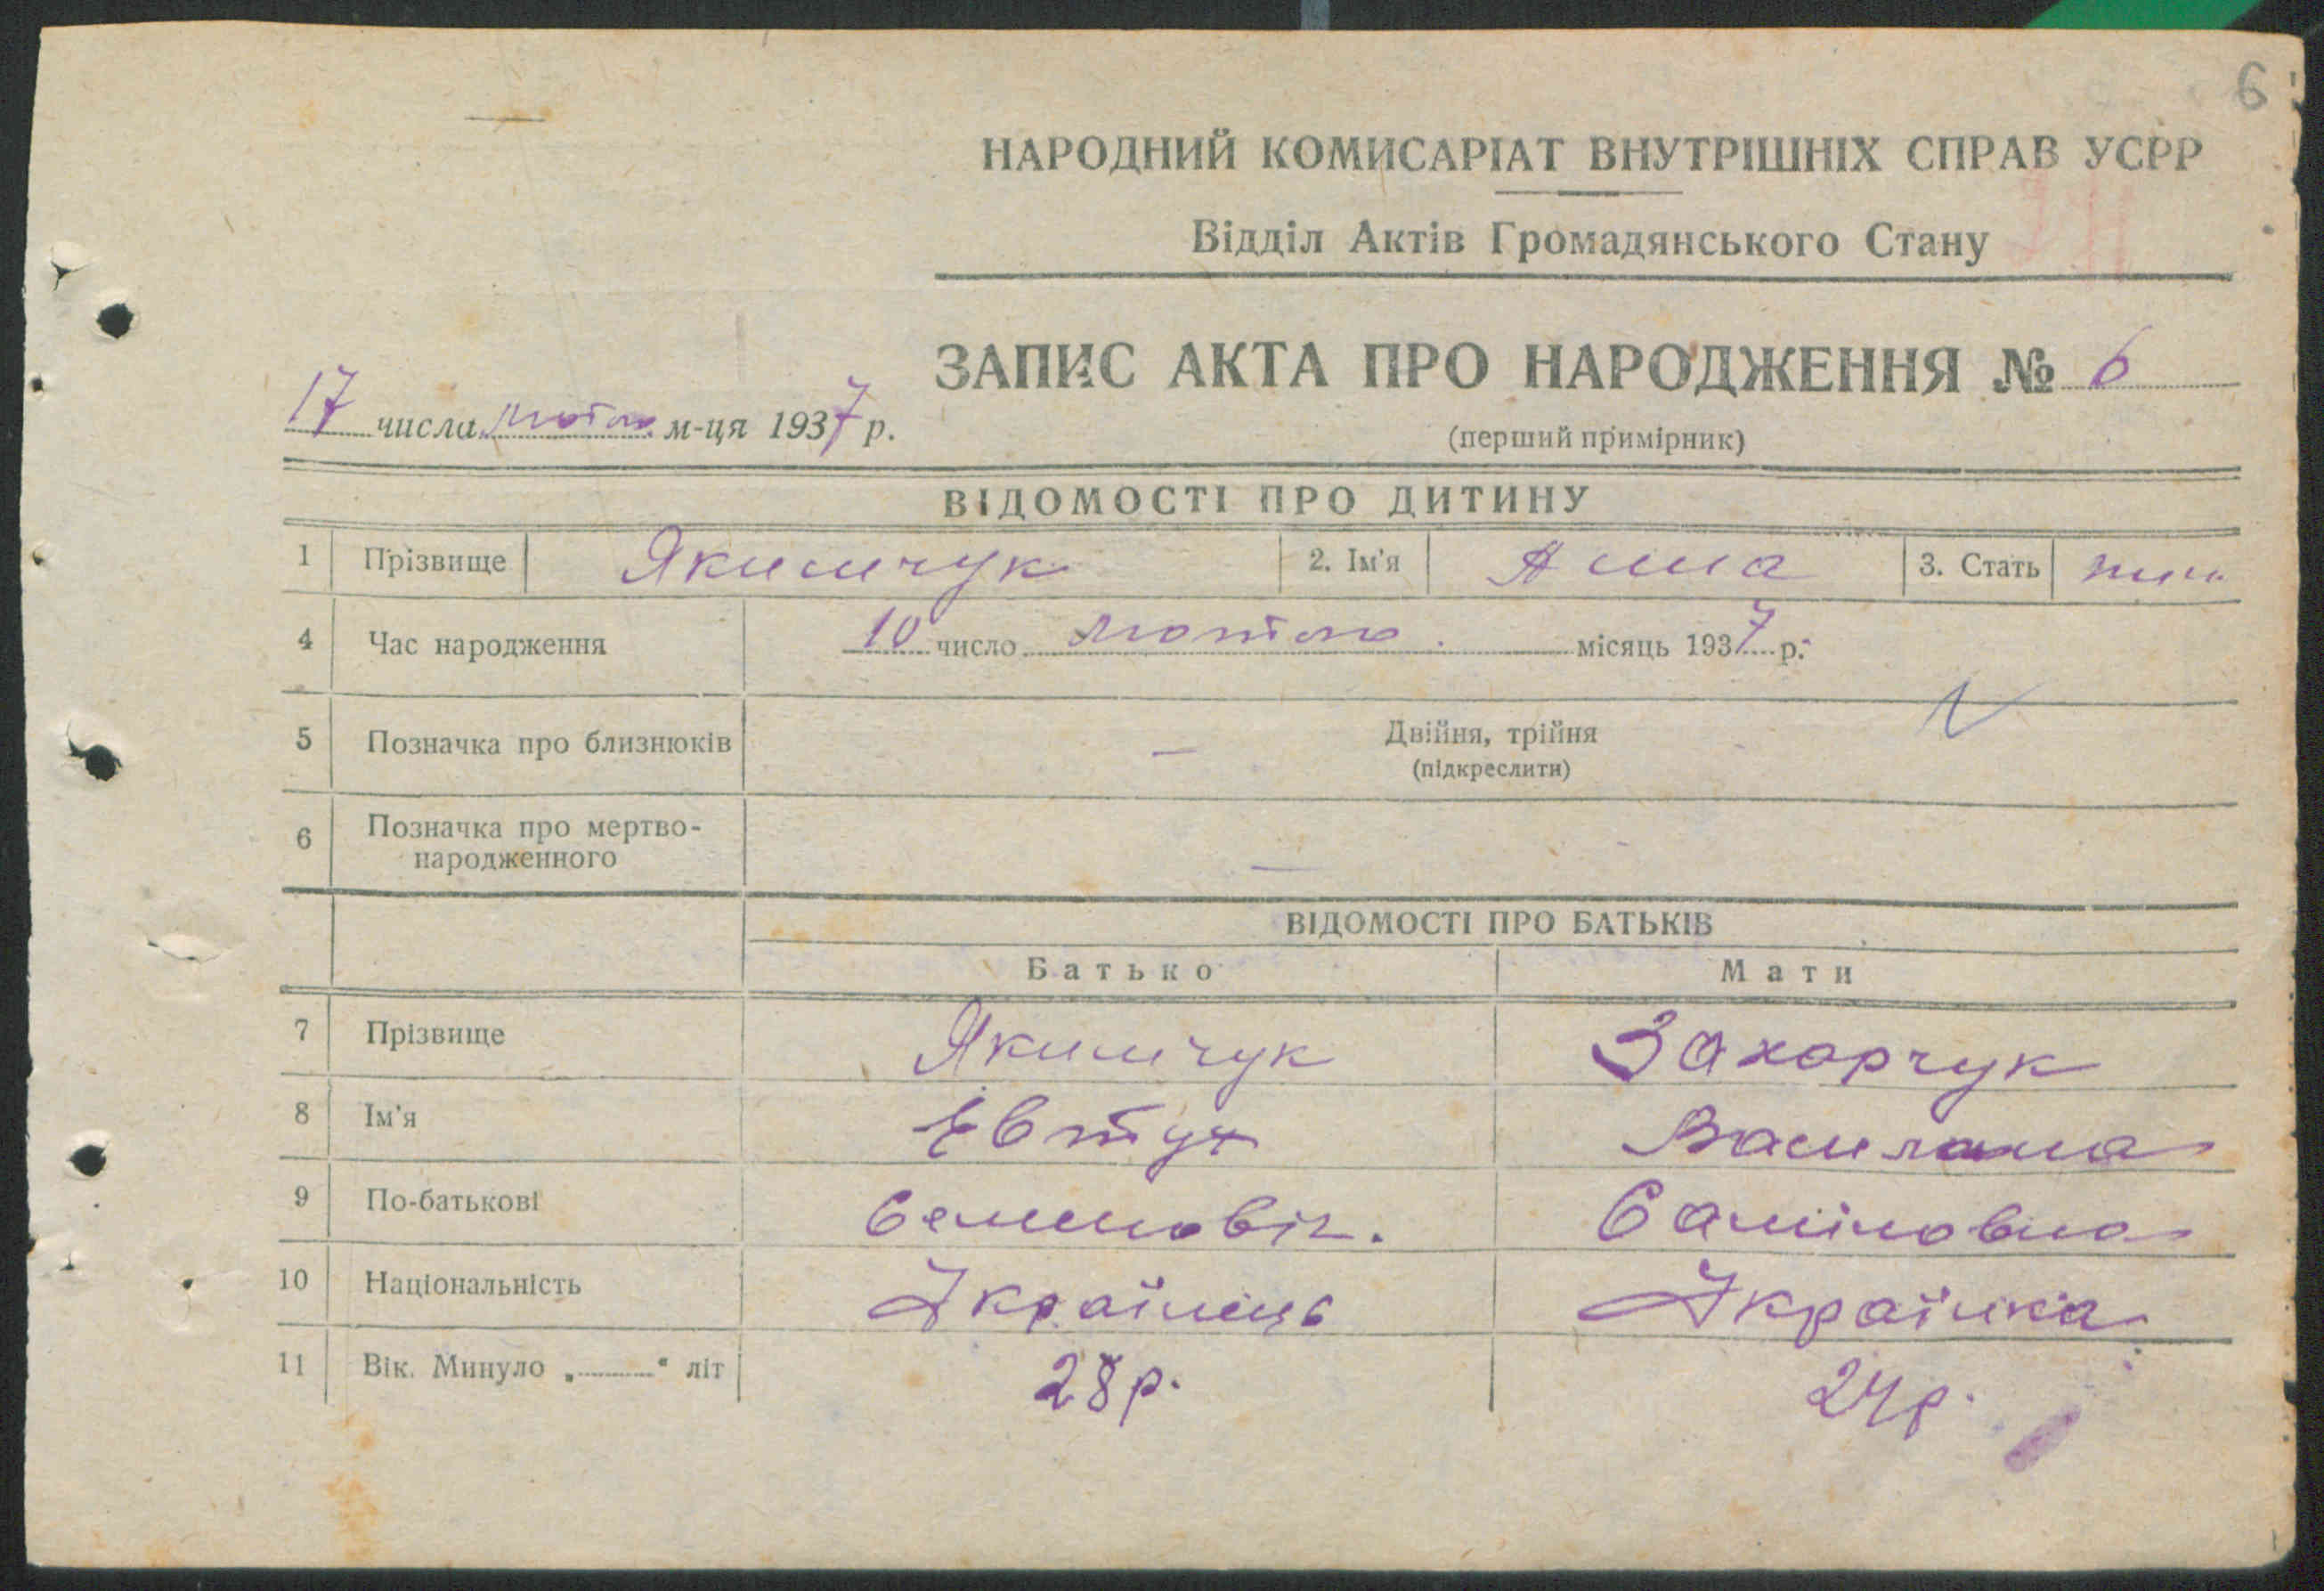 6
НАРОДНИЙ КОМИСАРІАТ ВНУТРІШНІХ СПРАВ УСРР
Відділ Актів Громадянського Стану
ЗАПИС АКТА ПРО НАРОДЖЕННЯ № 6
17 числа лютого м-ця 1937 р.
(перший примірник)
ВІДОМОСТІ ПРО ДИТИНУ
1 Прізвище Якимчук 2. Ім'я Анна 3. Стать жін.
4 Час народження 10 число лютого місяць 1937 р.
5 Позначка про близнюків — Двійня, трійня
(підкреслити)
6 Позначка про мертво-
народженного —
ВІДОМОСТІ ПРО БАТЬКІВ
Батько Мати
7 Прізвище Якимчук Захорчук
8 Ім'я Евтух
9 По-батькові Семенович.
10 Національність Українець Українка
11 Вік. Минуло „ “ літ 28 р. 24 р.